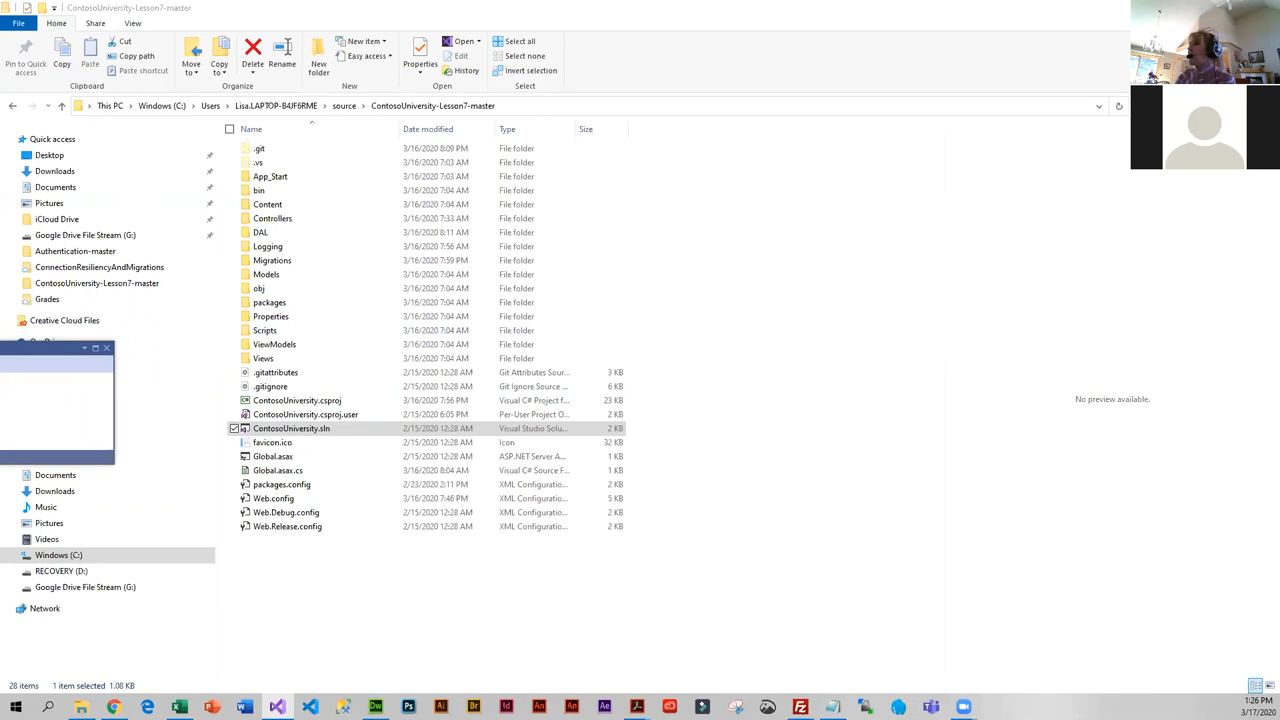 ContosoUniversity-Lesson7-master
File Home Share View
Pin to Quick access
Copy
Paste
Cut
Copy path
Paste shortcut
Clipboard
Move to
Copy to
Delete
Rename
Organize
New folder
New item
Easy access
New
Properties
Open
Edit
History
Open
Select all
Select none
Invert selection
Select
This PC > Windows (C:) > Users > Lisa.LAPTOP-B4JF6RME > source > ContosoUniversity-Lesson7-master
Quick access
Desktop
Downloads
Documents
Pictures
iCloud Drive
Google Drive File Stream (G:)
Authentication-master
ConnectionResiliencyAndMigrations
ContosoUniversity-Lesson7-master
Grades
Creative Cloud Files
Documents
Downloads
Music
Pictures
Videos
Windows (C:)
RECOVERY (D:)
Google Drive File Stream (G:)
Network
Name Date modified Type Size
.git 3/16/2020 8:09 PM File folder
.vs 3/16/2020 7:03 AM File folder
App_Start 3/16/2020 7:03 AM File folder
bin 3/16/2020 7:04 AM File folder
Content 3/16/2020 7:04 AM File folder
Controllers 3/16/2020 7:33 AM File folder
DAL 3/16/2020 8:11 AM File folder
Logging 3/16/2020 7:56 AM File folder
Migrations 3/16/2020 7:59 PM File folder
Models 3/16/2020 7:04 AM File folder
obj 3/16/2020 7:04 AM File folder
packages 3/16/2020 7:04 AM File folder
Properties 3/16/2020 7:04 AM File folder
Scripts 3/16/2020 7:04 AM File folder
ViewModels 3/16/2020 7:04 AM File folder
Views 3/16/2020 7:04 AM File folder
.gitattributes 2/15/2020 12:28 AM Git Attributes Sour... 3 KB
.gitignore 2/15/2020 12:28 AM Git Ignore Source ... 6 KB
ContosoUniversity.csproj 3/16/2020 7:56 PM Visual C# Project f... 23 KB
ContosoUniversity.csproj.user 2/15/2020 6:05 PM Per-User Project O... 2 KB
ContosoUniversity.sln 2/15/2020 12:28 AM Visual Studio Solu... 2 KB
favicon.ico 2/15/2020 12:28 AM Icon 32 KB
Global.asax 2/15/2020 12:28 AM ASP.NET Server A... 1 KB
Global.asax.cs 3/16/2020 8:04 AM Visual C# Source F... 1 KB
packages.config 2/23/2020 2:11 PM XML Configuratio... 2 KB
Web.config 3/16/2020 7:46 PM XML Configuratio... 5 KB
Web.Debug.config 2/15/2020 12:28 AM XML Configuratio... 2 KB
Web.Release.config 2/15/2020 12:28 AM XML Configuratio... 2 KB
No preview available.
28 items 1 item selected 1.08 KB
Dw Ps Ai Br Id An An Ae
1:26 PM
3/17/2020